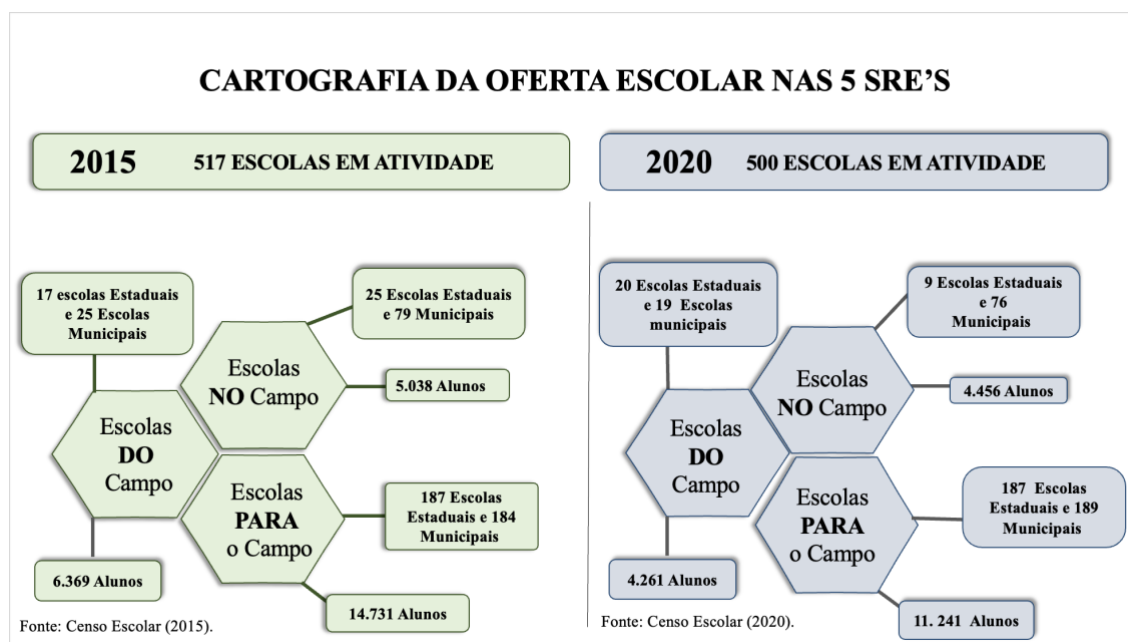 CARTOGRAFIA DA OFERTA ESCOLAR NAS 5 SRE'S
2015 517 ESCOLAS EM ATIVIDADE
17 escolas Estaduais
e 25 Escolas
Municipais
25 Escolas Estaduais
e 79 Municipais
Escolas
NO Campo
5.038 Alunos
Escolas
DO
Campo
Escolas
PARA
o Campo
187 Escolas
Estaduais e 184
Municipais
6.369 Alunos
14.731 Alunos
Fonte: Censo Escolar (2015).
2020 500 ESCOLAS EM ATIVIDADE
20 Escolas Estaduais
e 19 Escolas
municipais
9 Escolas Estaduais
e 76
Municipais
Escolas
NO Campo
4.456 Alunos
Escolas
DO
Campo
Escolas
PARA
o Campo
187 Escolas
Estaduais e 189
Municipais
4.261 Alunos
11. 241 Alunos
Fonte: Censo Escolar (2020).